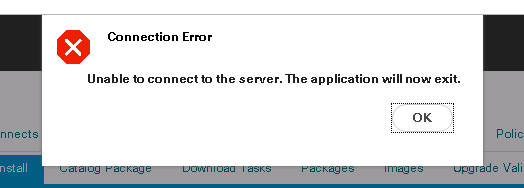 Connection Error
Unable to connect to the server. The application will now exit.
OK
nnects Polic
nstall Catalog Package Download Tasks Packages Images Upgrade Vali